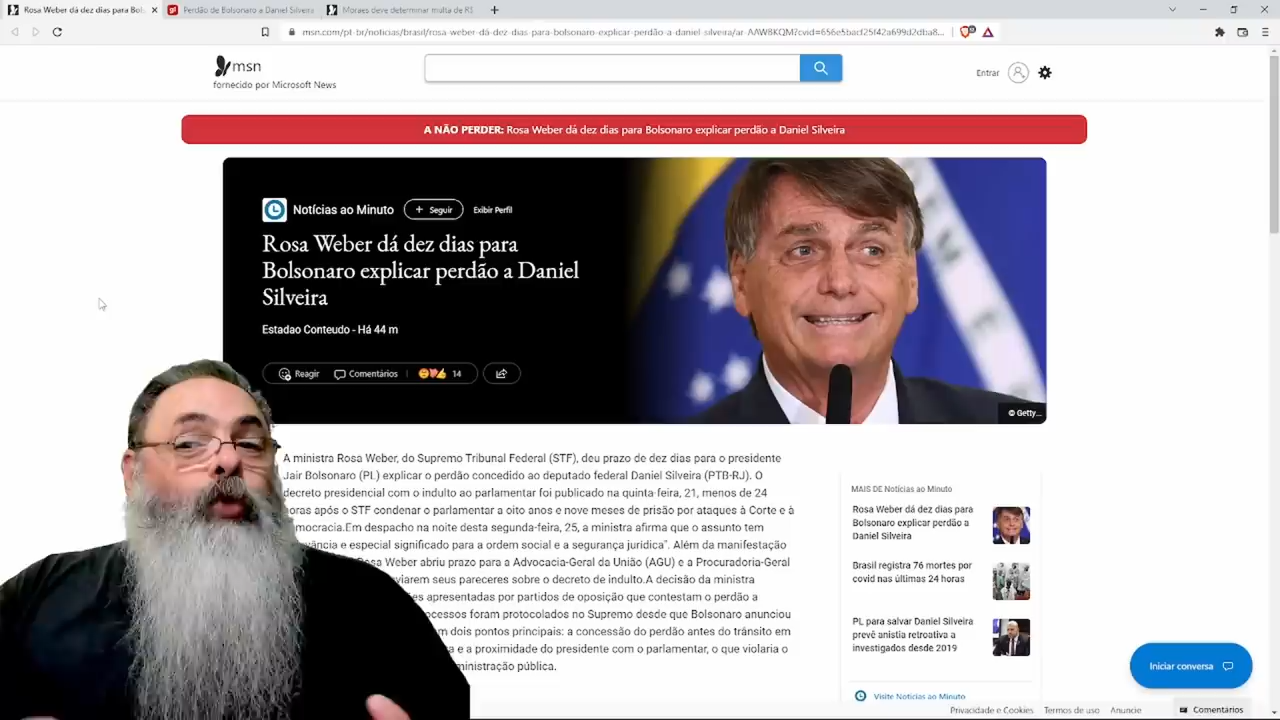 Rosa Weber dá dez dias para Bols
Perdão de Bolsonaro a Daniel Silveira
Moraes deve determinar multa de R$
msn.com/pt-br/noticias/brasil/rosa-weber-dá-dez-dias-para-bolsonaro-explicar-perdão-a-daniel-silveira/
msn
fornecido por Microsoft News
Entrar
A NÃO PERDER: Rosa Weber dá dez dias para Bolsonaro explicar perdão a Daniel Silveira
Notícias ao Minuto
+ Seguir
Exibir Perfil
Rosa Weber dá dez dias para
Bolsonaro explicar perdão a Daniel
Silveira
Estadao Conteudo - Há 44 m
Reagir
Comentários
14
© Getty...
A ministra Rosa Weber, do Supremo Tribunal Federal (STF), deu prazo de dez dias para o presidente
Jair Bolsonaro (PL) explicar o perdão concedido ao deputado federal Daniel Silveira (PTB-RJ). O
decreto presidencial com o indulto ao parlamentar foi publicado na quinta-feira, 21, menos de 24
horas após o STF condenar o parlamentar a oito anos e nove meses de prisão por ataques à Corte e à
mocracia.Em despacho na noite desta segunda-feira, 25, a ministra afirma que o assunto tem
vância e especial significado para a ordem social e a segurança jurídica". Além da manifestação
Rosa Weber abriu prazo para a Advocacia-Geral da União (AGU) e a Procuradoria-Geral
viarem seus pareceres sobre o decreto de indulto.A decisão da ministra
es apresentadas por partidos de oposição que contestam o perdão a
ocessos foram protocolados no Supremo desde que Bolsonaro anunciou
m dois pontos principais: a concessão do perdão antes do trânsito em
a e a proximidade do presidente com o parlamentar, o que violaria o
ministração pública.
MAIS DE Notícias ao Minuto
Rosa Weber dá dez dias para
Bolsonaro explicar perdão a
Daniel Silveira
Brasil registra 76 mortes por
covid nas últimas 24 horas
PL para salvar Daniel Silveira
prevê anistia retroativa a
investigados desde 2019
Visite Notícias ao Minuto
Iniciar conversa
Privacidade e Cookies
Termos de uso
Anuncie
Comentários